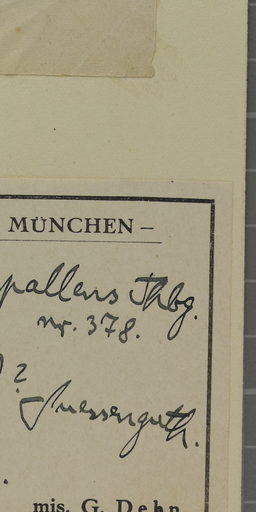 MÜNCHEN –
pallens Thbg.
nr. 378.
?
Suessenguth.
mis. G. Dehn